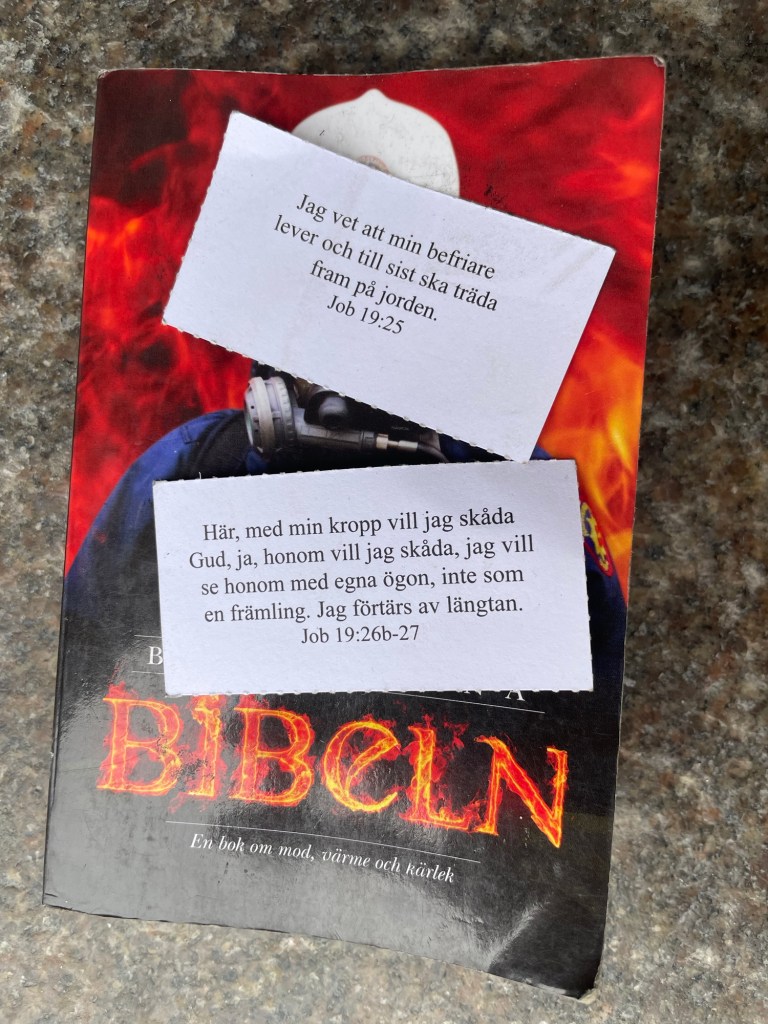 Jag vet att min befriare
lever och till sist ska träda
fram på jorden.
Job 19:25
Här, med min kropp vill jag skåda
Gud, ja, honom vill jag skåda, jag vill
se honom med egna ögon, inte som
en främling. Jag förtärs av längtan.
Job 19:26b-27
BIBELN
En bok om mod, värme och kärlek